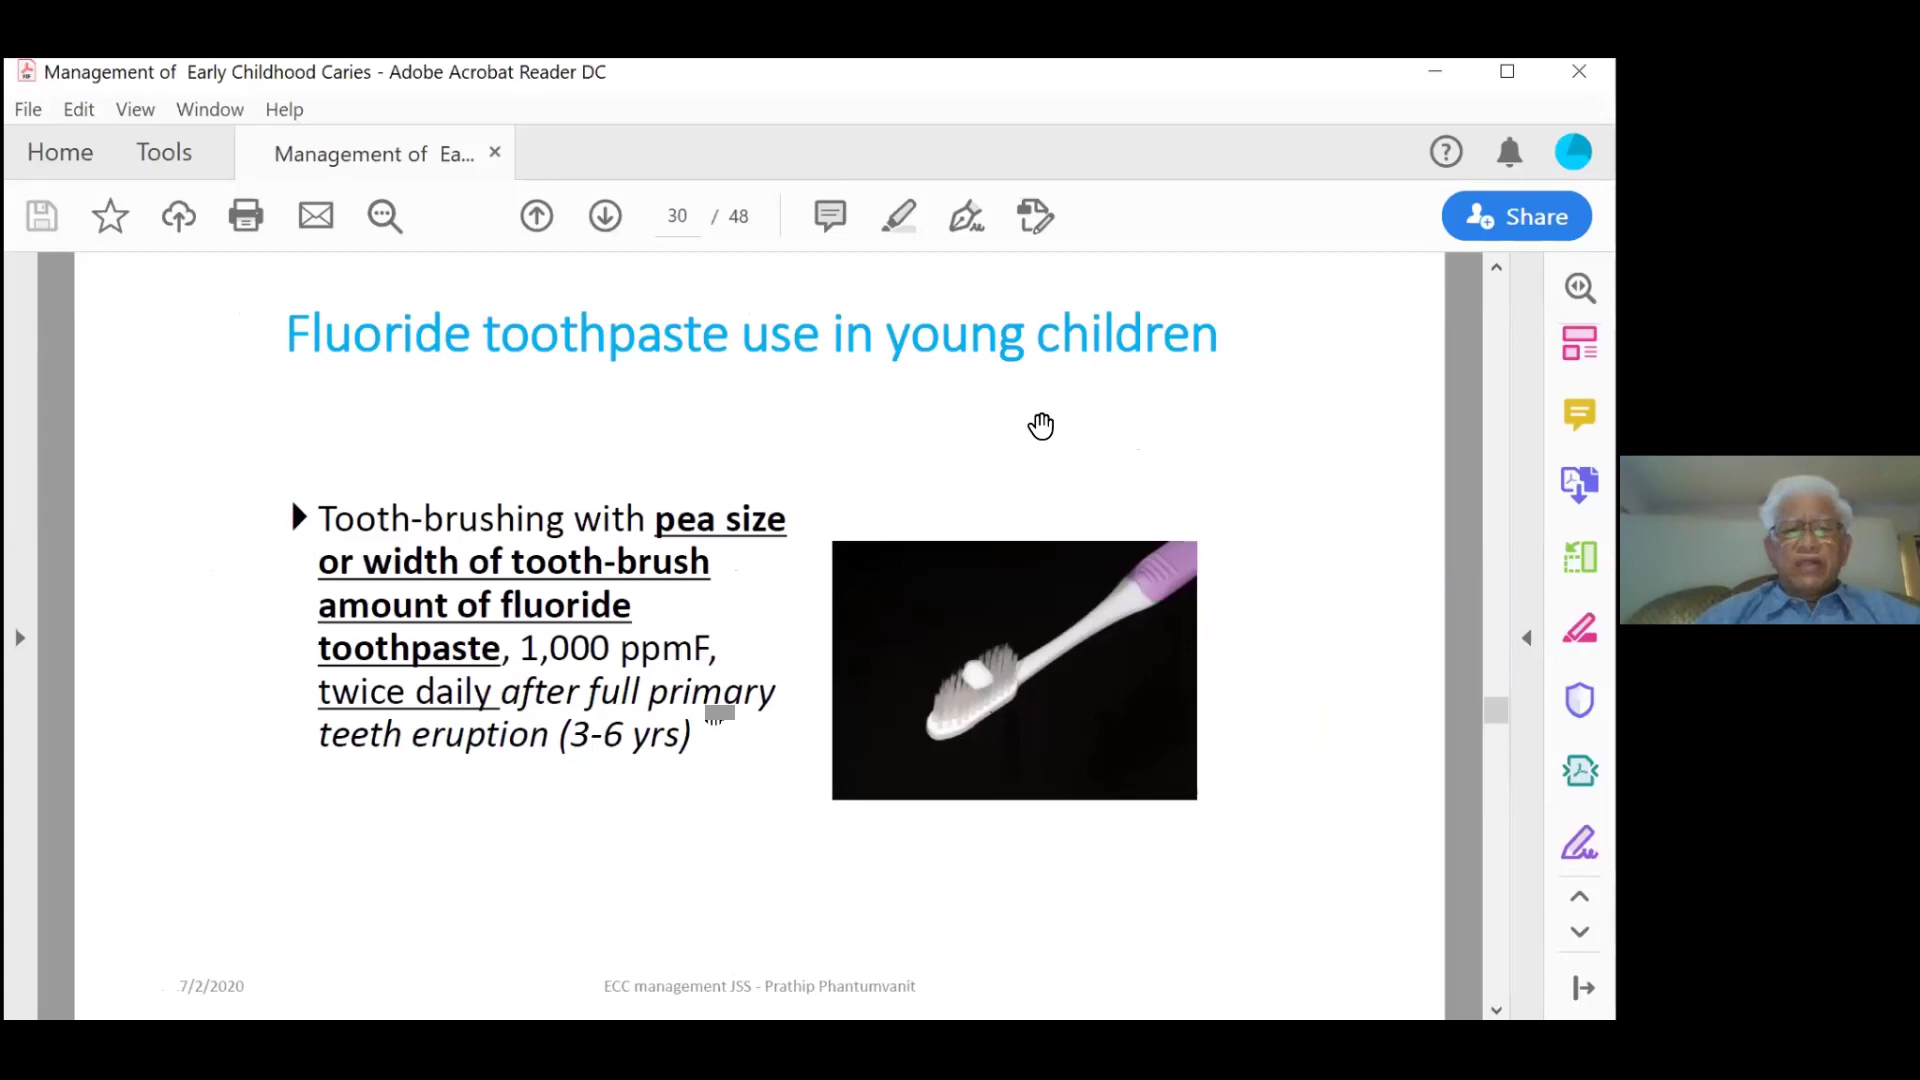 Management of  Early Childhood Caries - Adobe Acrobat Reader DC
File Edit View Window Help
Home Tools Management of  Ea...
30 / 48
Share
Fluoride toothpaste use in young children
Tooth-brushing with pea size
or width of tooth-brush
amount of fluoride
toothpaste, 1,000 ppmF,
twice daily after full primary
teeth eruption (3-6 yrs)
7/2/2020 ECC management JSS - Prathip Phantumvanit